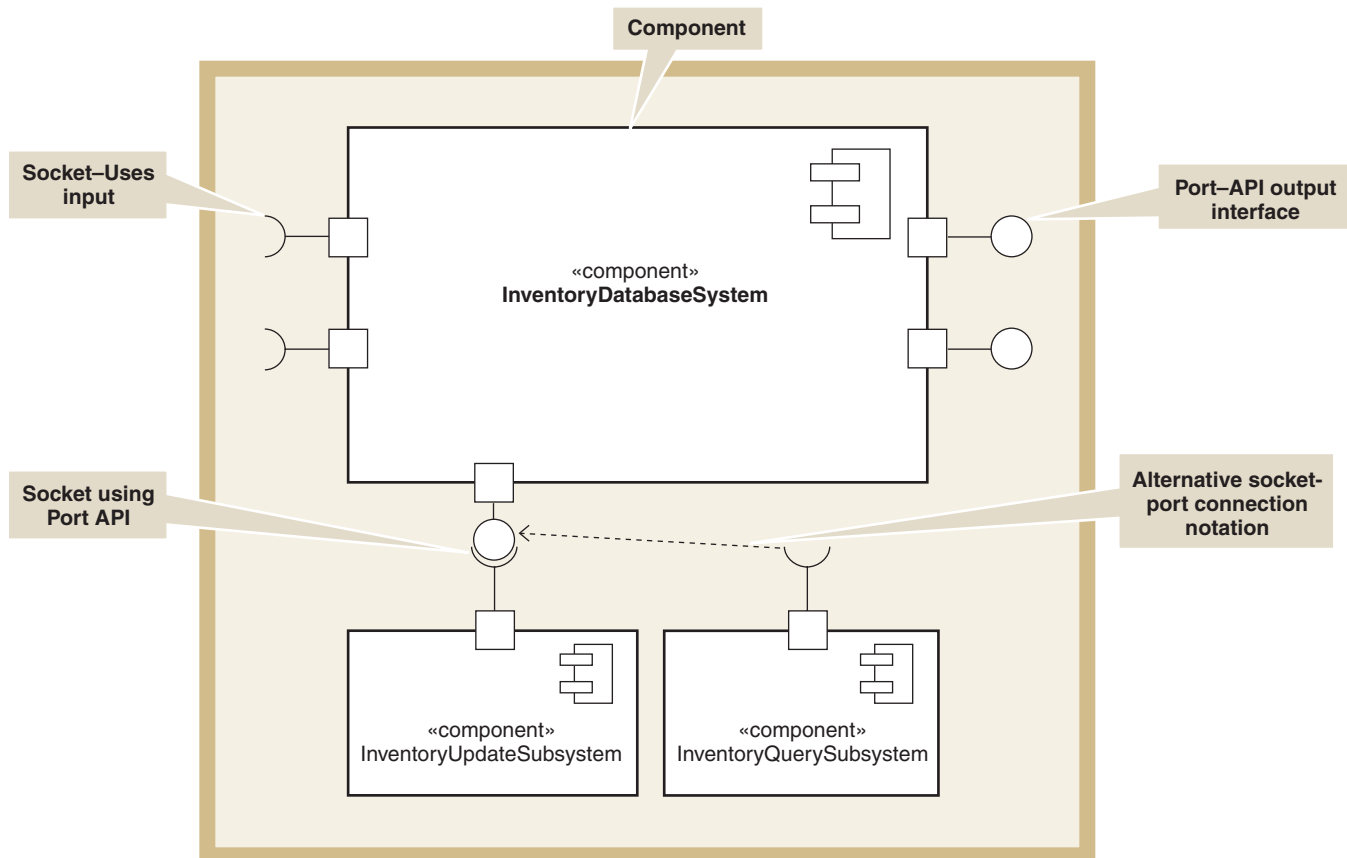 Component
Socket–Uses
input
Port–API output
interface
«component»
InventoryDatabaseSystem
Socket using
Port API
Alternative socket-
port connection
notation
«component»
InventoryUpdateSubsystem
«component»
InventoryQuerySubsystem